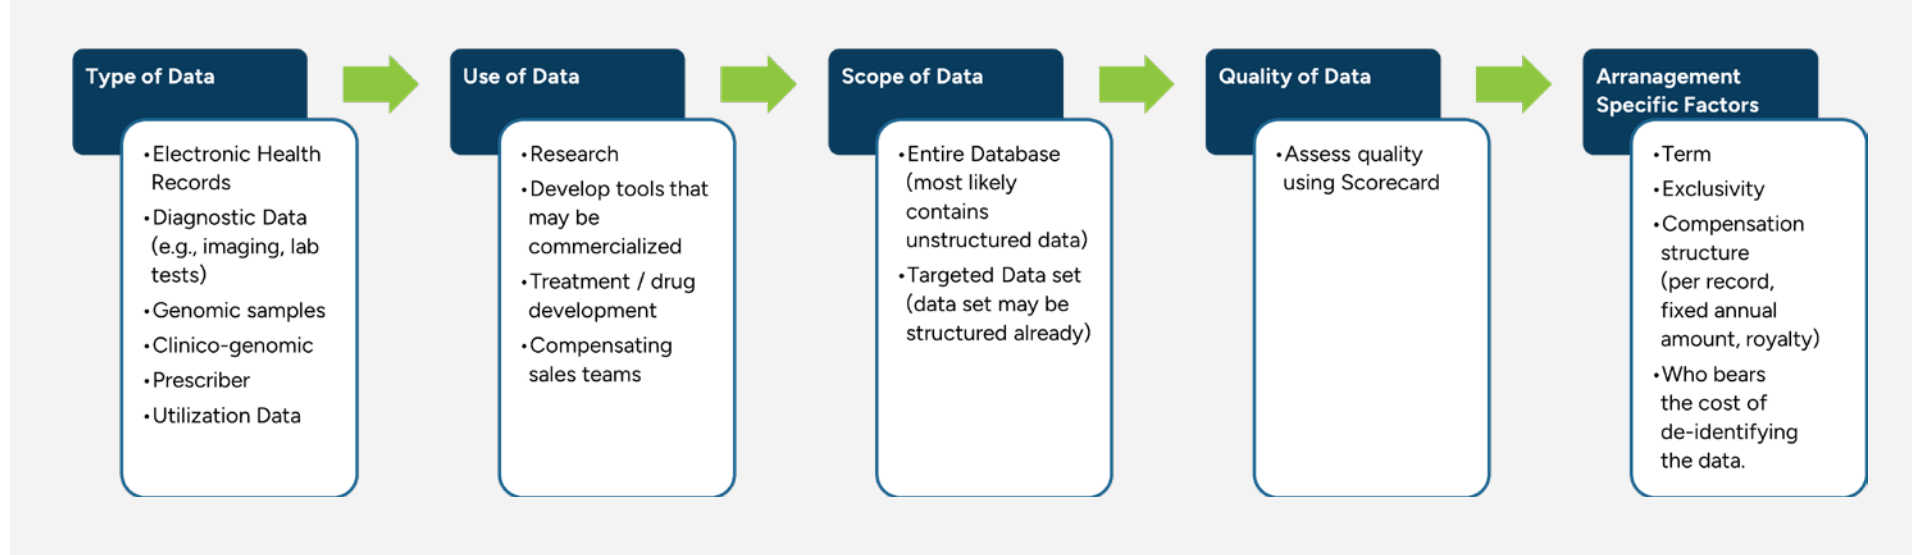 Type of Data
•Electronic Health
Records
•Diagnostic Data
(e.g., imaging, lab
tests)
•Genomic samples
•Clinico-genomic
•Prescriber
•Utilization Data
Use of Data
•Research
•Develop tools that
may be
commercialized
•Treatment / drug
development
•Compensating
sales teams
Scope of Data
•Entire Database
(most likely
contains
unstructured data)
•Targeted Data set
(data set may be
structured already)
Quality of Data
•Assess quality
using Scorecard
Arranagement
Specific Factors
•Term
•Exclusivity
•Compensation
structure
(per record,
fixed annual
amount, royalty)
•Who bears
the cost of
de-identifying
the data.